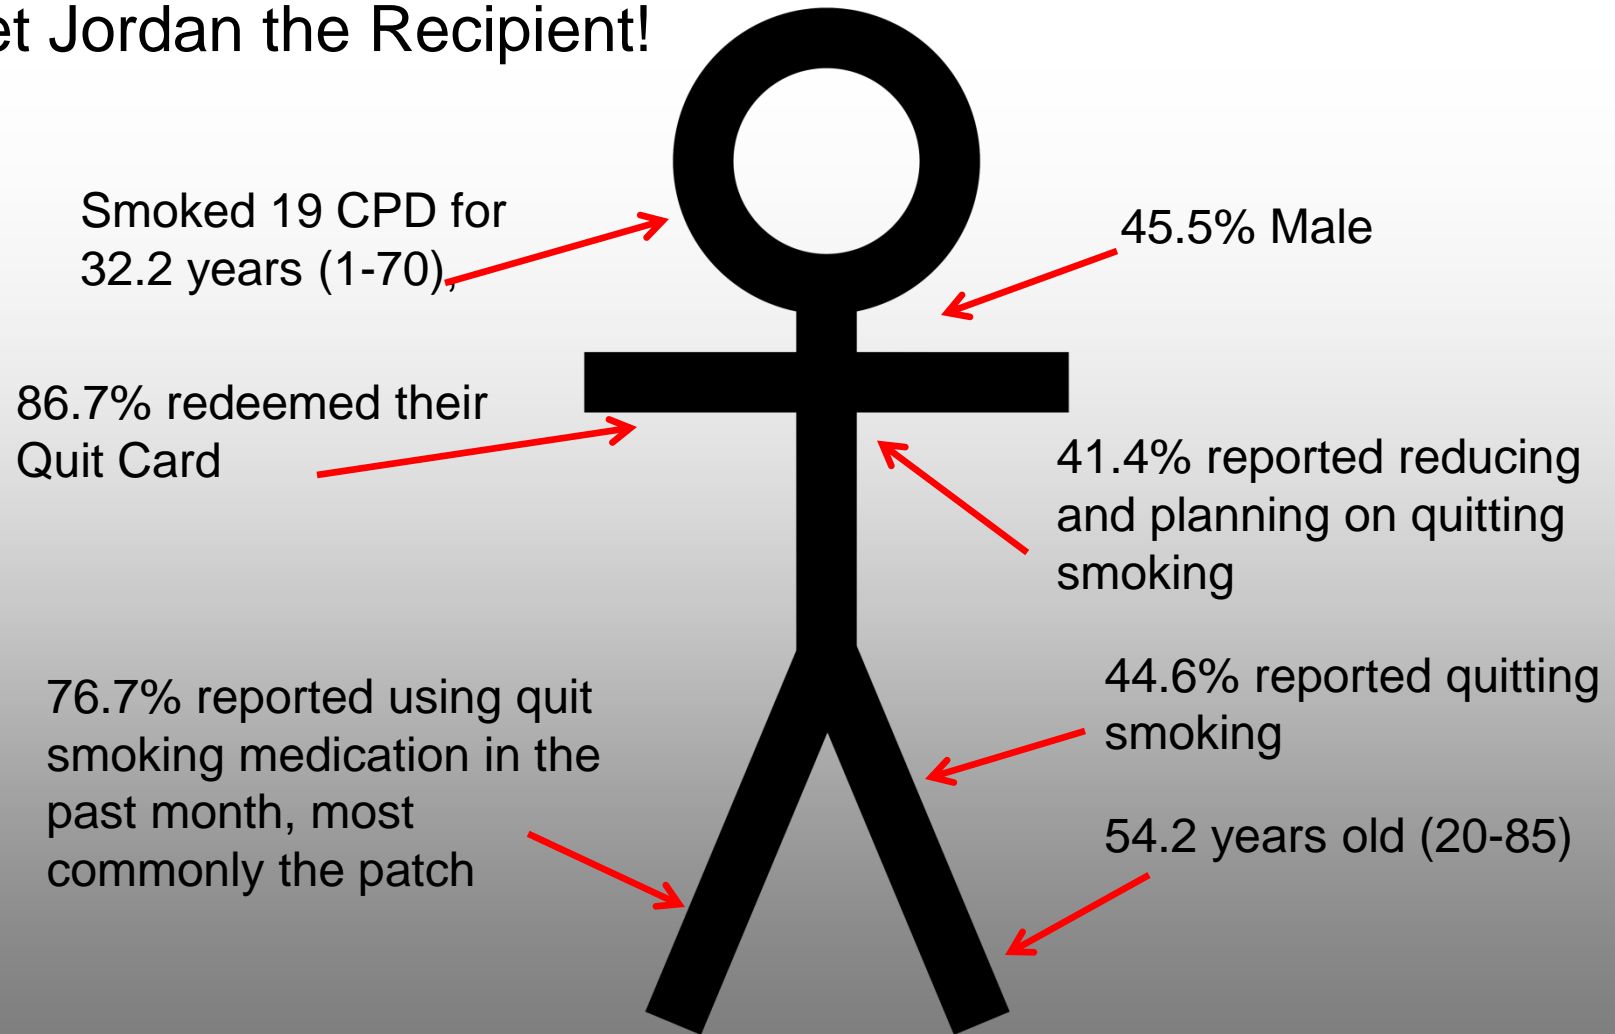 et Jordan the Recipient!
Smoked 19 CPD for
32.2 years (1-70),
45.5% Male
86.7% redeemed their
Quit Card
41.4% reported reducing
and planning on quitting
smoking
76.7% reported using quit
smoking medication in the
past month, most
commonly the patch
44.6% reported quitting
smoking
54.2 years old (20-85)